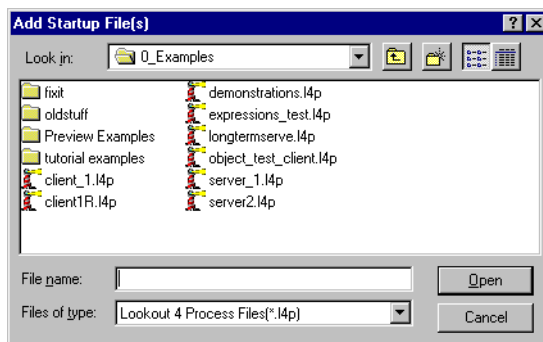 Add Startup File(s)
Look in: 0_Examples
fixit
oldstuff
Preview Examples
tutorial examples
client_1.l4p
client1R.l4p
demonstrations.l4p
expressions_test.l4p
longtermserve.l4p
object_test_client.l4p
server_1.l4p
server2.l4p
File name:
Open
Files of type: Lookout 4 Process Files(*.l4p)
Cancel